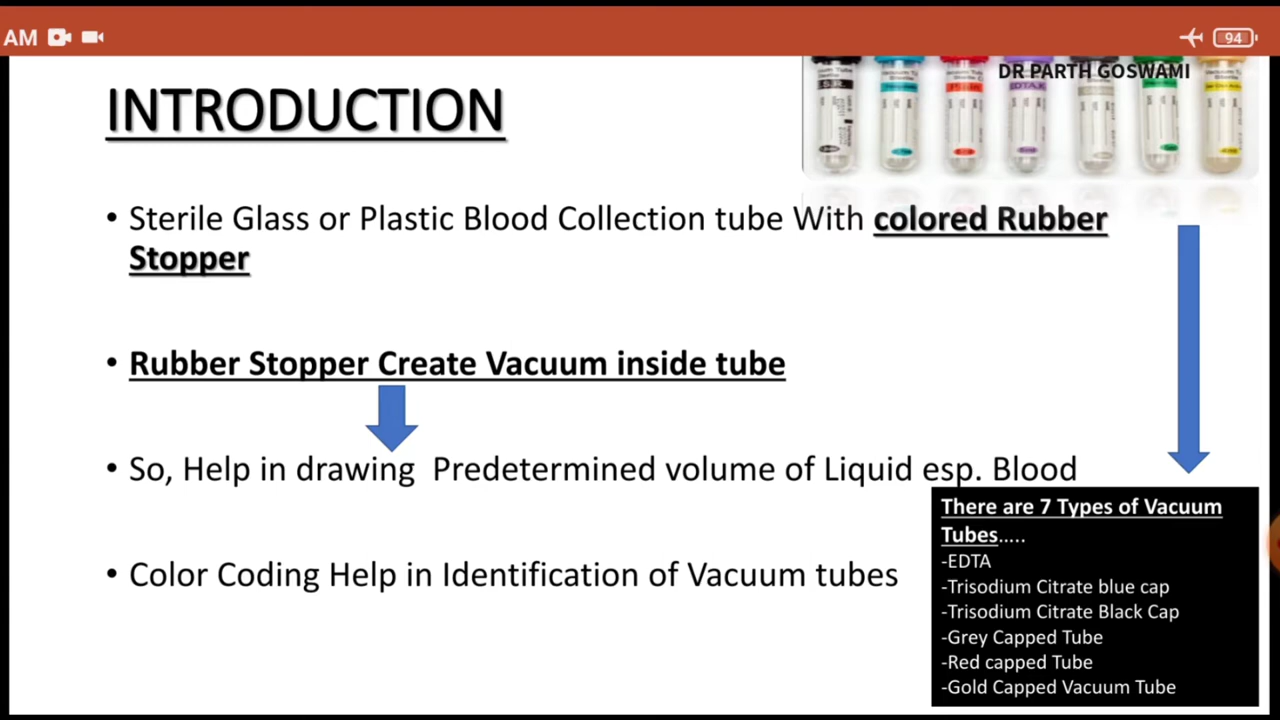 AM
94
DR PARTH GOSWAMI
INTRODUCTION
EDTA.K
• Sterile Glass or Plastic Blood Collection tube With colored Rubber
Stopper
• Rubber Stopper Create Vacuum inside tube
• So, Help in drawing Predetermined volume of Liquid esp. Blood
• Color Coding Help in Identification of Vacuum tubes
There are 7 Types of Vacuum
Tubes.....
-EDTA
-Trisodium Citrate blue cap
-Trisodium Citrate Black Cap
-Grey Capped Tube
-Red capped Tube
-Gold Capped Vacuum Tube